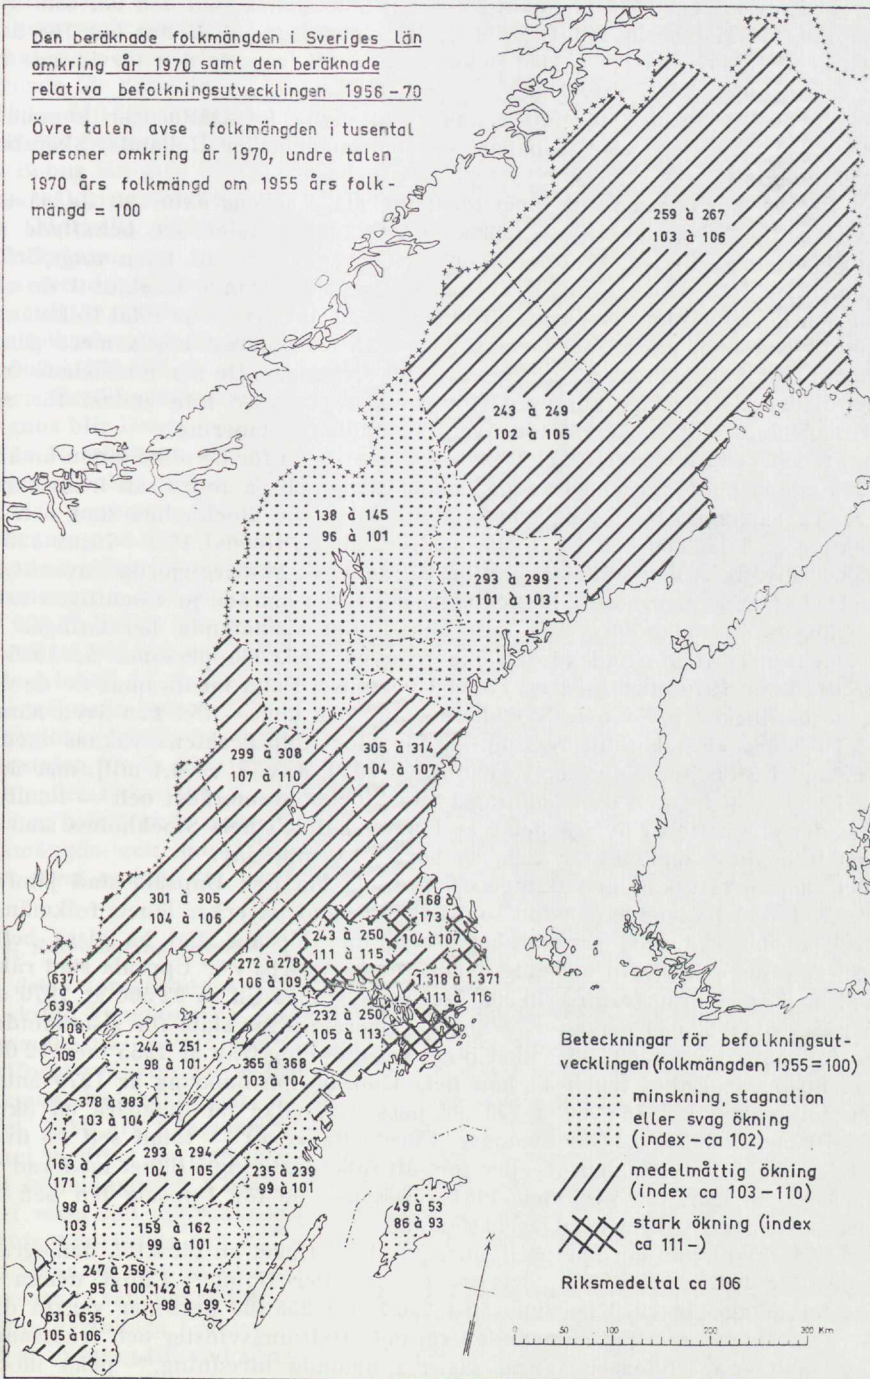 Den beräknade folkmängden i Sveriges län
omkring år 1970 samt den beräknade
relativa befolkningsutvecklingen 1956-70
Övre talen avse folkmängden i tusental
personer omkring år 1970, undre talen
1970 års folkmängd om 1955 års folk-
mängd = 100
259 à 267
103 à 106
243 à 249
102 à 105
138 à 145
96 à 101
293 à 299
101 à 103
299 à 308
107 à 110
305 à 314
104 à 107
301 à 305
104 à 106
168 à
173
104 à 107
243 à 250
111 à 115
272 à 278
106 à 109
1.318 à 1.371
111 à 116
637
à
639
108
à
109
232 à 250
105 à 113
244 à 251
98 à 101
365 à 368
103 à 104
378 à 383
103 à 104
293 à 294
104 à 105
163 à
171
98 à
103
235 à 239
99 à 101
49 à 53
86 à 93
159 à 162
99 à 101
247 à 259
95 à 100
142 à 144
98 à 99
631 à 635
105 à 106
Beteckningar för befolkningsut-
vecklingen (folkmängden 1955=100)
minskning, stagnation
eller svag ökning
(index-ca 102)
medelmåttig ökning
(index ca 103-110)
stark ökning (index
ca 111-)
Riksmedeltal ca 106
N
0 50 100 200 300 Km